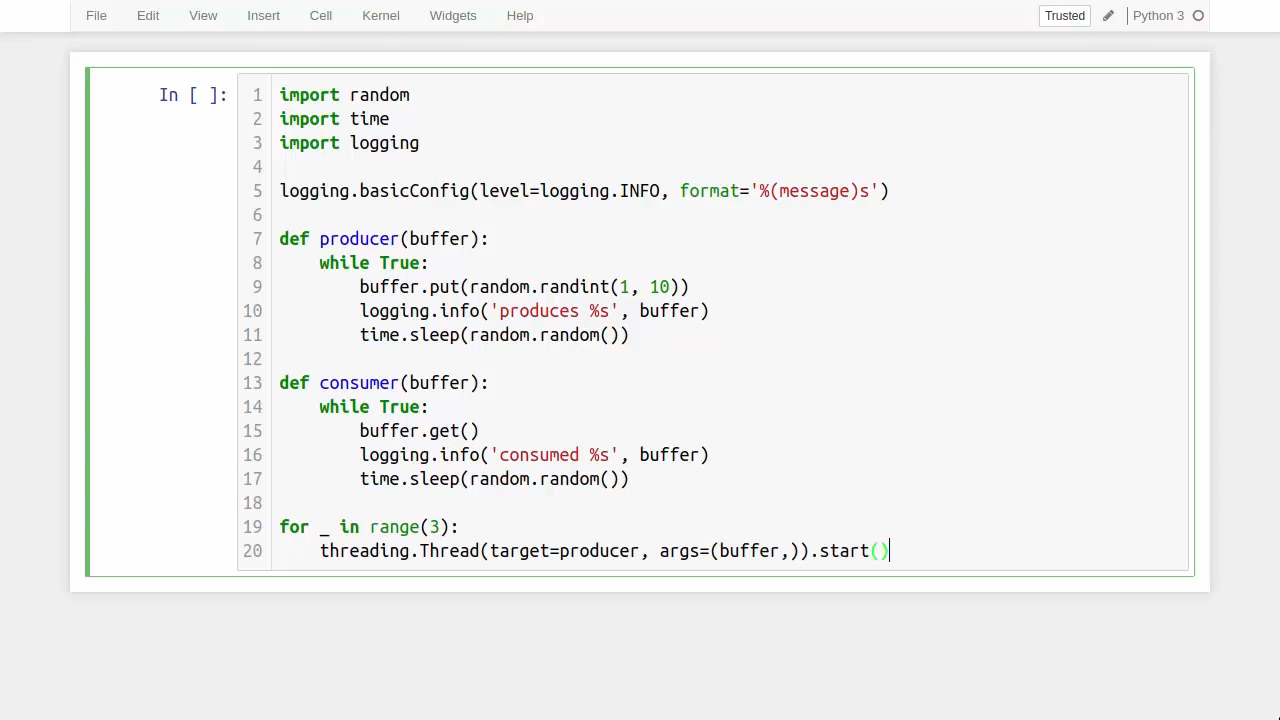 File Edit View Insert Cell Kernel Widgets Help Trusted Python 3
In [ ]:
1 import random
2 import time
3 import logging
4
5 logging.basicConfig(level=logging.INFO, format='%(message)s')
6
7 def producer(buffer):
8     while True:
9         buffer.put(random.randint(1, 10))
10         logging.info('produces %s', buffer)
11         time.sleep(random.random())
12
13 def consumer(buffer):
14     while True:
15         buffer.get()
16         logging.info('consumed %s', buffer)
17         time.sleep(random.random())
18
19 for _ in range(3):
20     threading.Thread(target=producer, args=(buffer,)).start()